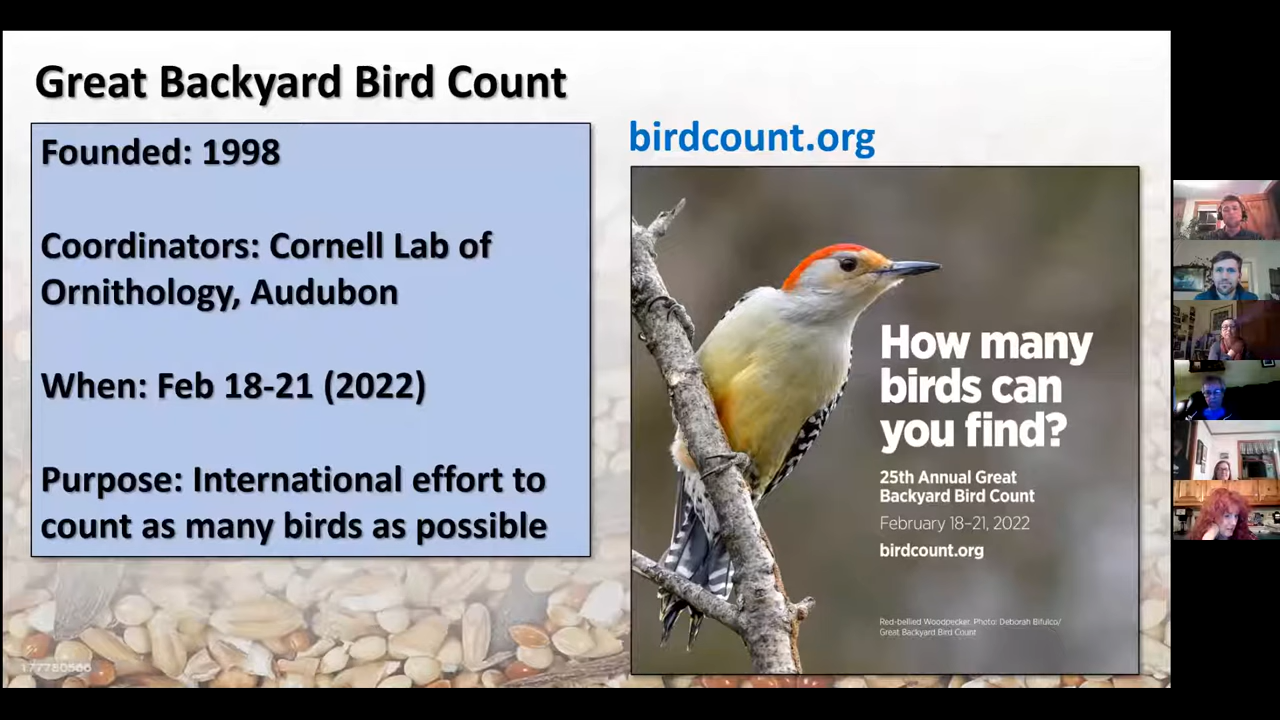 Great Backyard Bird Count
Founded: 1998
Coordinators: Cornell Lab of
Ornithology, Audubon
When: Feb 18-21 (2022)
Purpose: International effort to
count as many birds as possible
birdcount.org
How many
birds can
you find?
25th Annual Great
Backyard Bird Count
February 18–21, 2022
birdcount.org
Red-bellied Woodpecker. Photo: Deborah Bifulco/
Great Backyard Bird Count
177780566